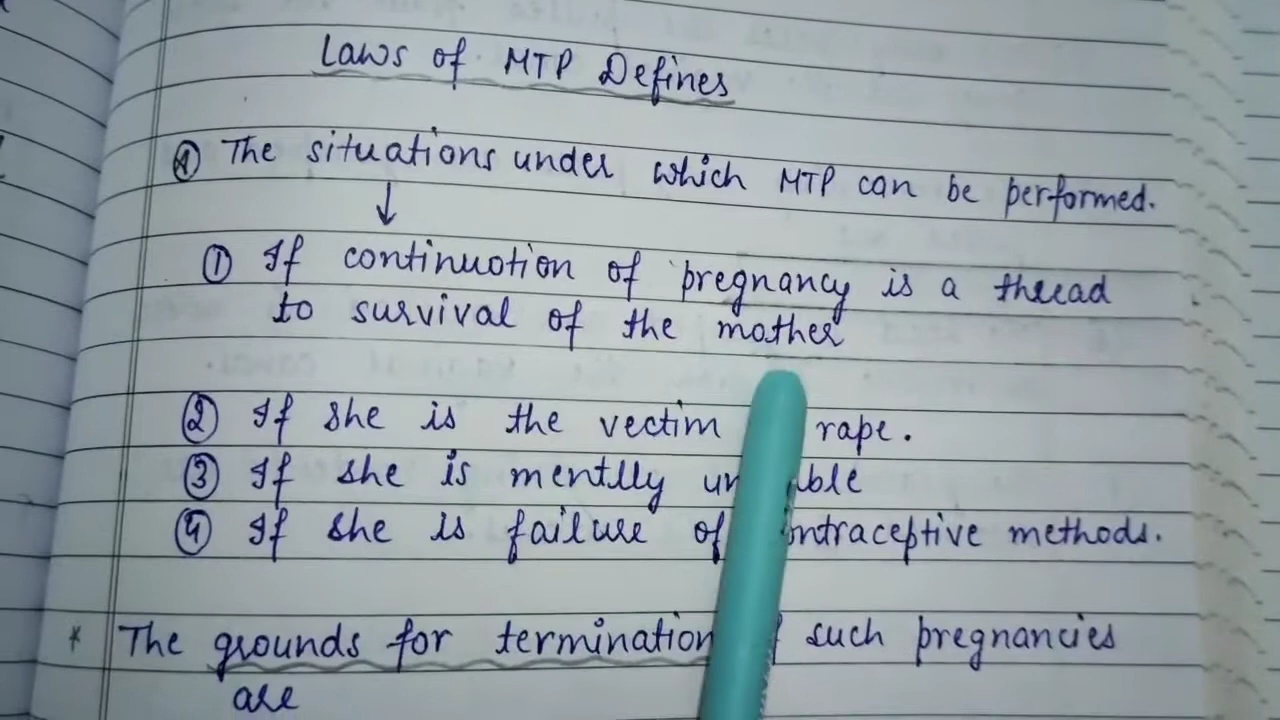 Laws of MTP Defines
① The situations under which MTP can be performed.
↓
① If continuotion of pregnancy is a thread
to survival of the mother
② If she is the vectim rape.
③ If she is mentlly
④ If she is failure of methods.
* The grounds for termination such pregnancies
are